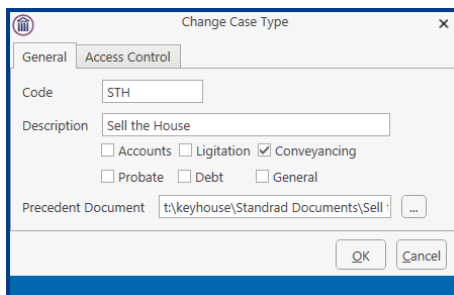 Change Case Type
General Access Control
Code STH
Description Sell the House
Accounts Ligitation Conveyancing
Probate Debt General
Precedent Document t:\keyhouse\Standrad Documents\Sell ...
OK Cancel